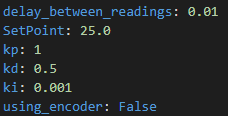 delay_between_readings: 0.01
SetPoint: 25.0
kp: 1
kd: 0.5
ki: 0.001
using_encoder: False